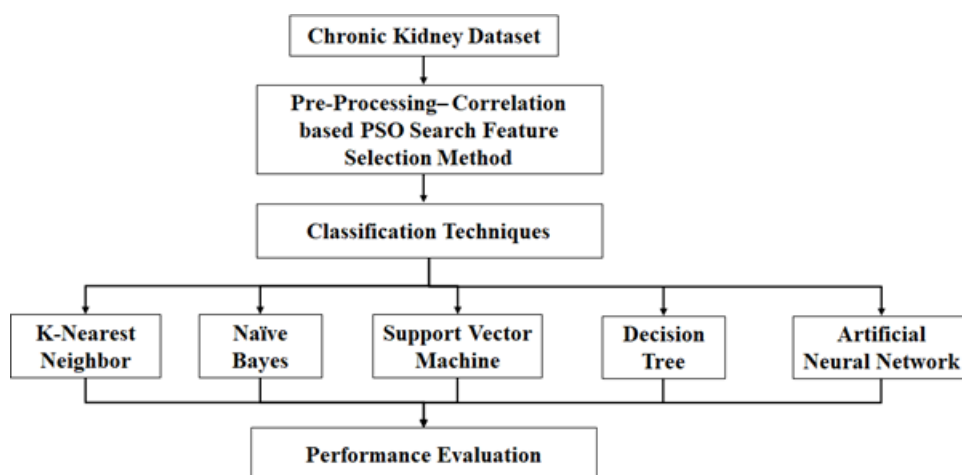 Chronic Kidney Dataset
Pre-Processing– Correlation
based PSO Search Feature
Selection Method
Classification Techniques
K-Nearest
Neighbor
Naïve
Bayes
Support Vector
Machine
Decision
Tree
Artificial
Neural Network
Performance Evaluation